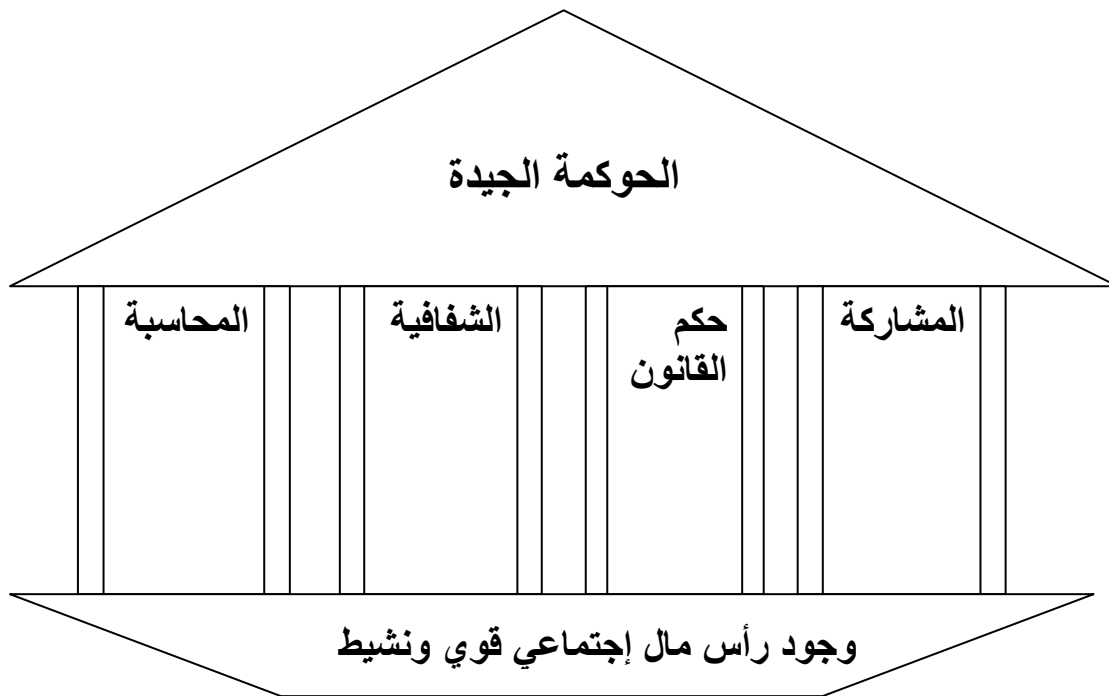 الحوكمة الجيدة
المشاركة
حكم
القانون
الشفافية
المحاسبة
وجود رأس مال إجتماعي قوي ونشيط